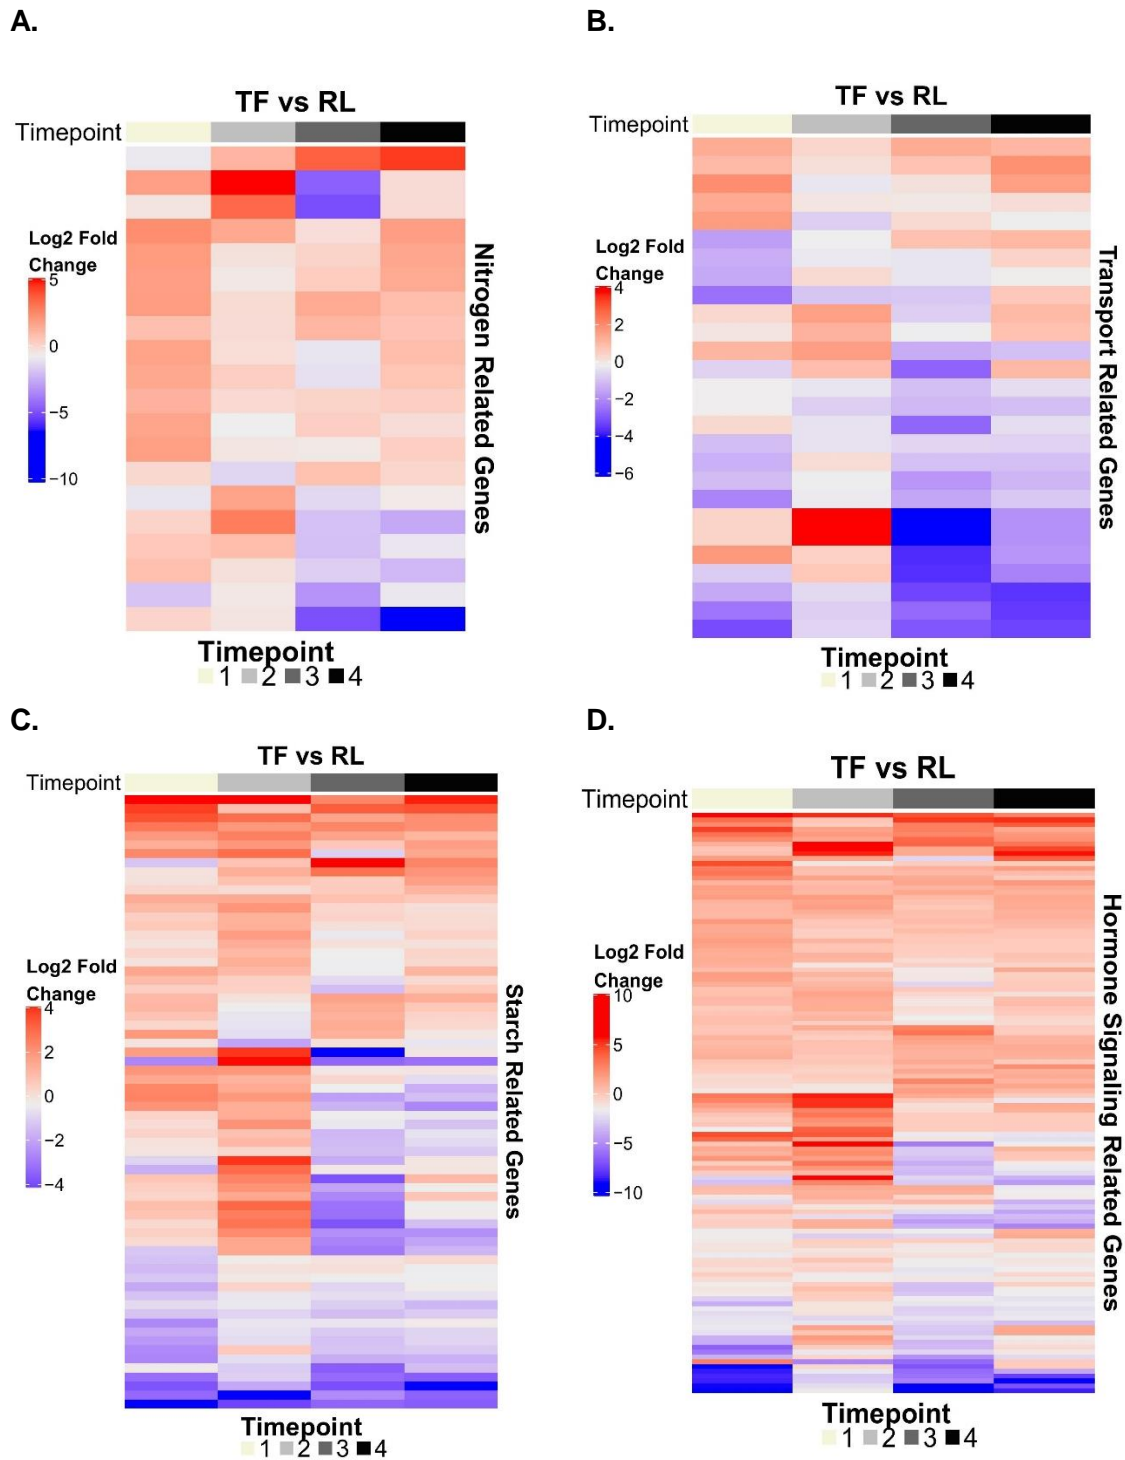 A.
TF vs RL
Timepoint
Log2 Fold
Change
5
0
−5
−10
Nitrogen Related Genes
Timepoint
1 2 3 4
B.
TF vs RL
Timepoint
Log2 Fold
Change
4
2
0
−2
−4
−6
Transport Related Genes
Timepoint
1 2 3 4
C.
TF vs RL
Timepoint
Log2 Fold
Change
4
2
0
−2
−4
Starch Related Genes
Timepoint
1 2 3 4
D.
TF vs RL
Timepoint
Log2 Fold
Change
10
5
0
−5
−10
Hormone Signaling Related Genes
Timepoint
1 2 3 4